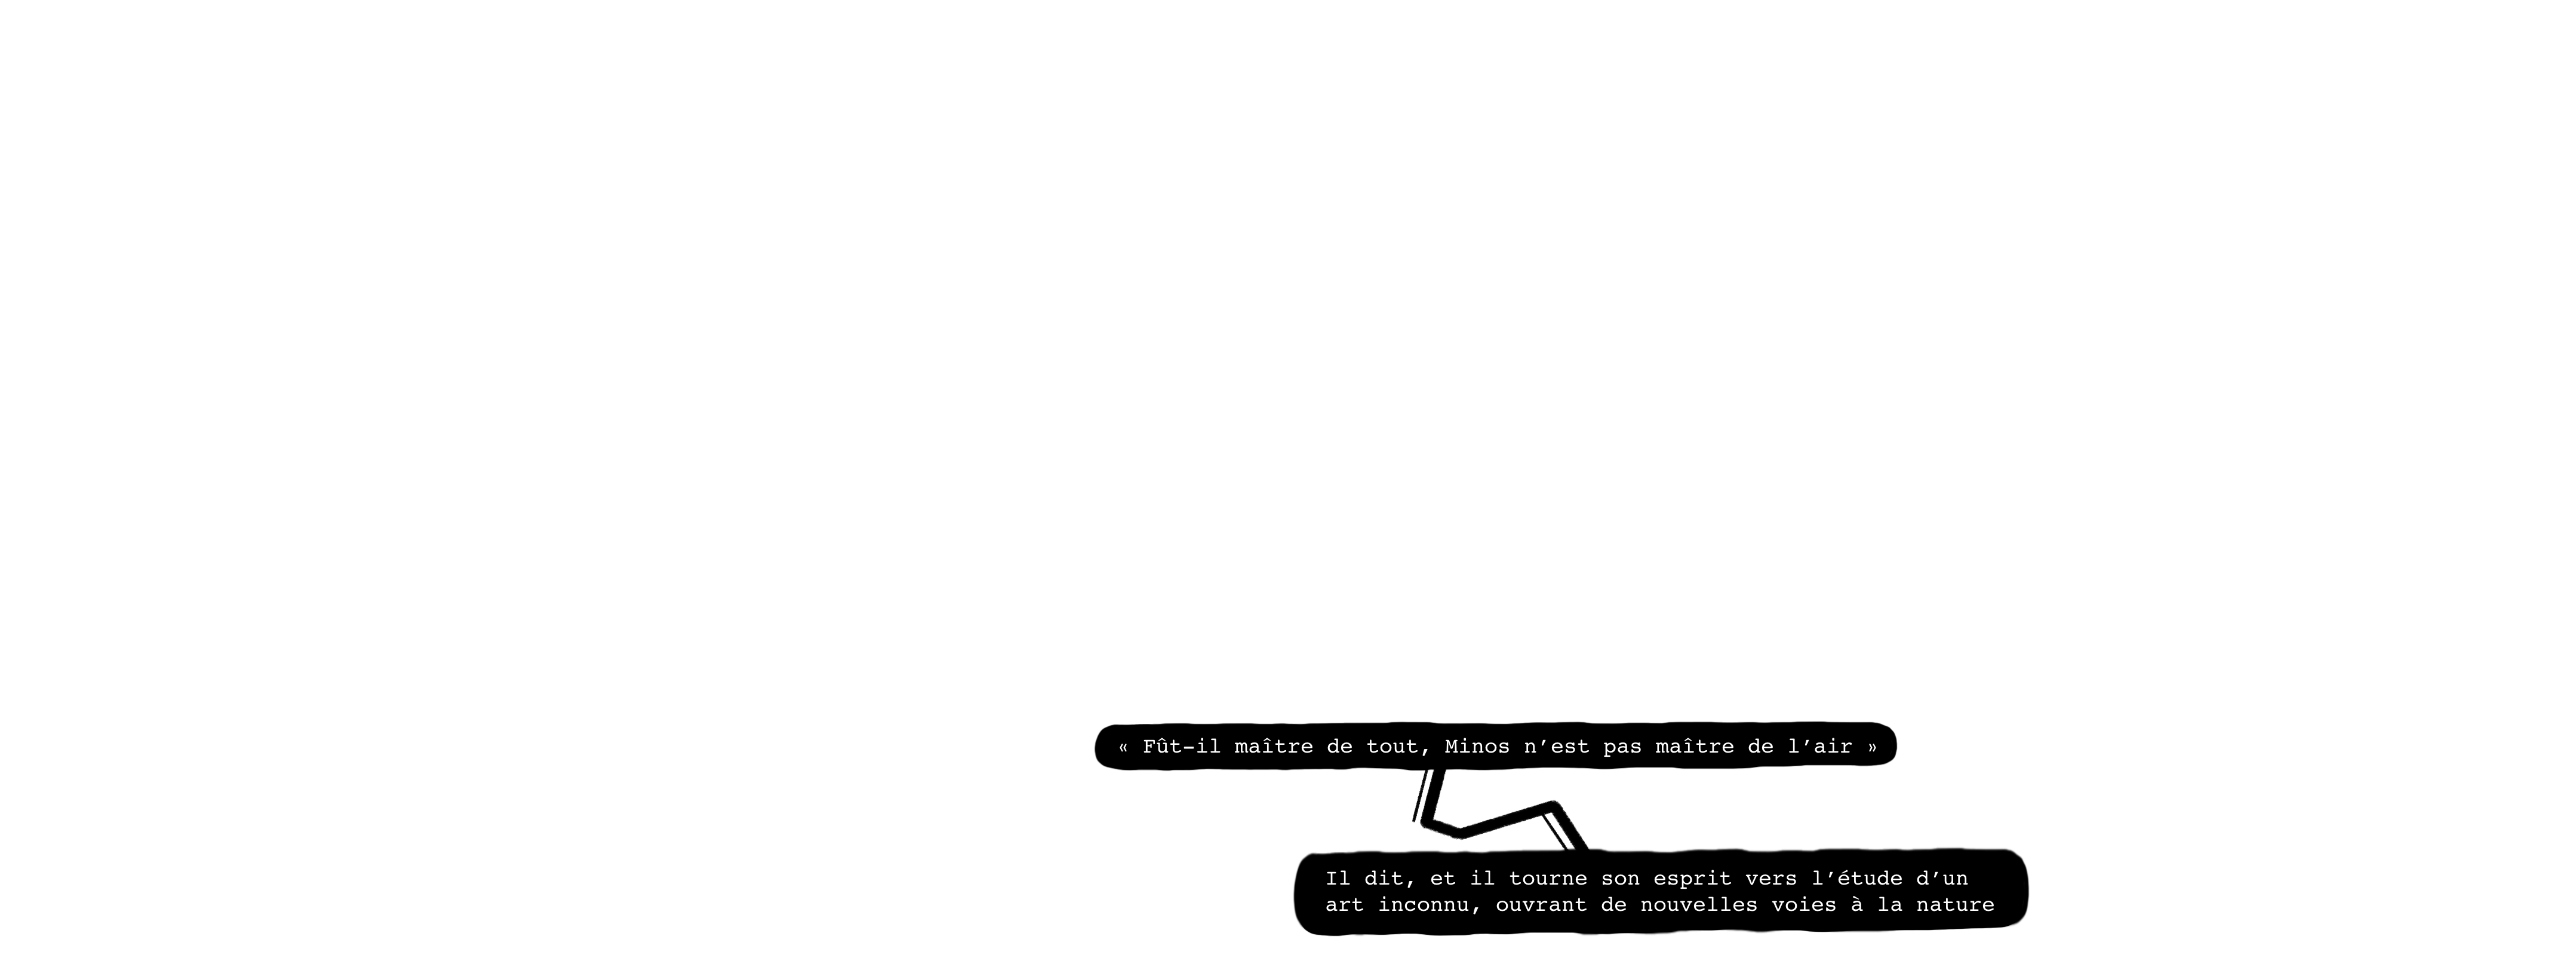 « Fût-il maître de tout, Minos n’est pas maître de l’air »
Il dit, et il tourne son esprit vers l’étude d’un
art inconnu, ouvrant de nouvelles voies à la nature